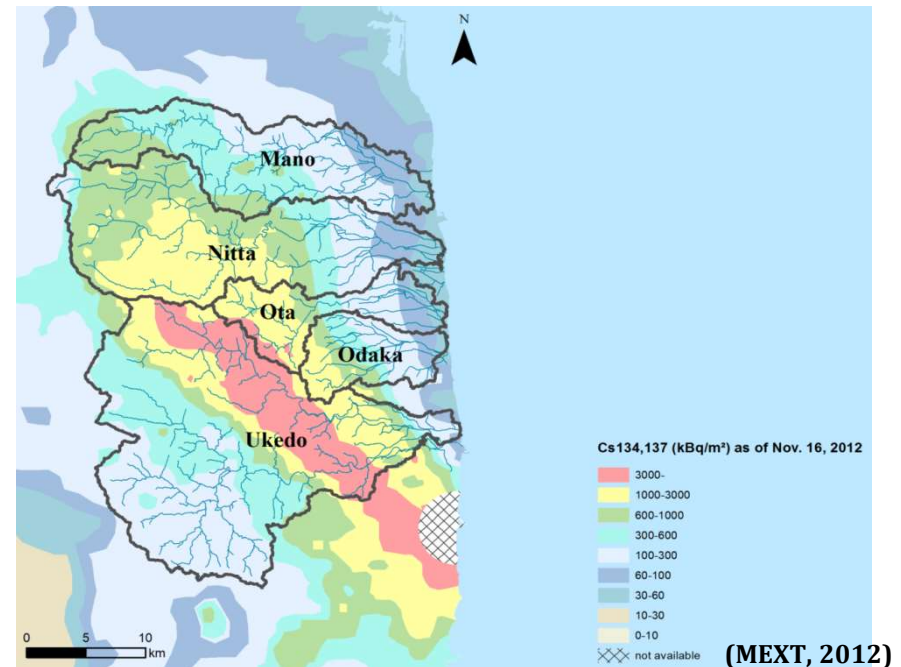 N
Mano
Nitta
Ota
Odaka
Ukedo
Cs134,137 (kBq/m²) as of Nov. 16, 2012
3000-
1000-3000
600-1000
300-600
100-300
60-100
30-60
10-30
0-10
not available
0 5 10
km
(MEXT, 2012)